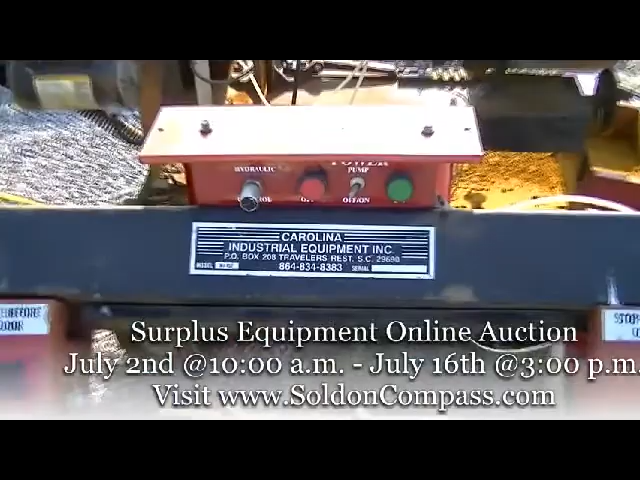 HYDRAULIC
POWER
PUMP
OFF/ON
CAROLINA
INDUSTRIAL EQUIPMENT INC.
P.O. BOX 208 TRAVELERS REST, S.C. 29690
MODEL
864-834-8383
SERIAL
Surplus Equipment Online Auction
July 2nd @10:00 a.m. - July 16th @3:00 p.m.
Visit www.SoldonCompass.com